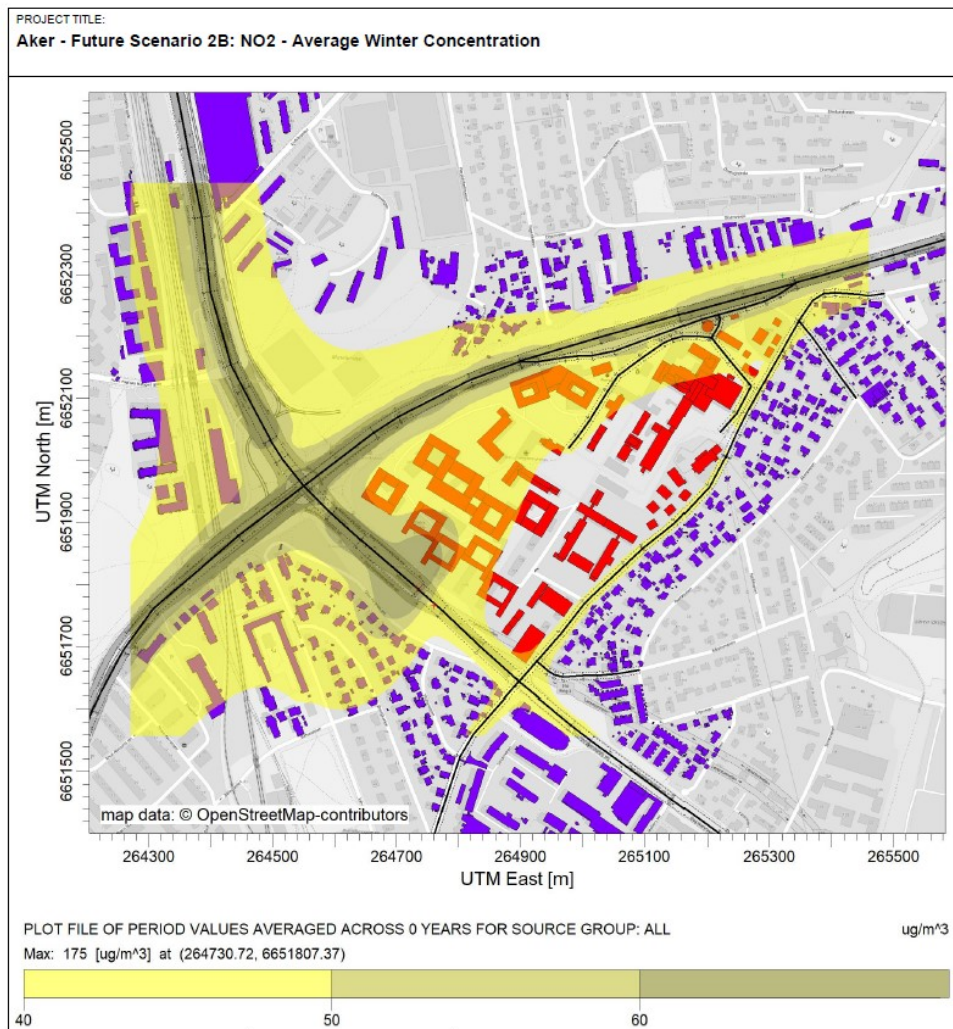 PROJECT TITLE:
Aker - Future Scenario 2B: NO2 - Average Winter Concentration
UTM North [m]
6652500
6652300
6652100
6651900
6651700
6651500
map data: © OpenStreetMap-contributors
264300 264500 264700 264900 265100 265300 265500
UTM East [m]
PLOT FILE OF PERIOD VALUES AVERAGED ACROSS 0 YEARS FOR SOURCE GROUP: ALL ug/m^3
Max: 175 [ug/m^3] at (264730.72, 6651807.37)
40 50 60